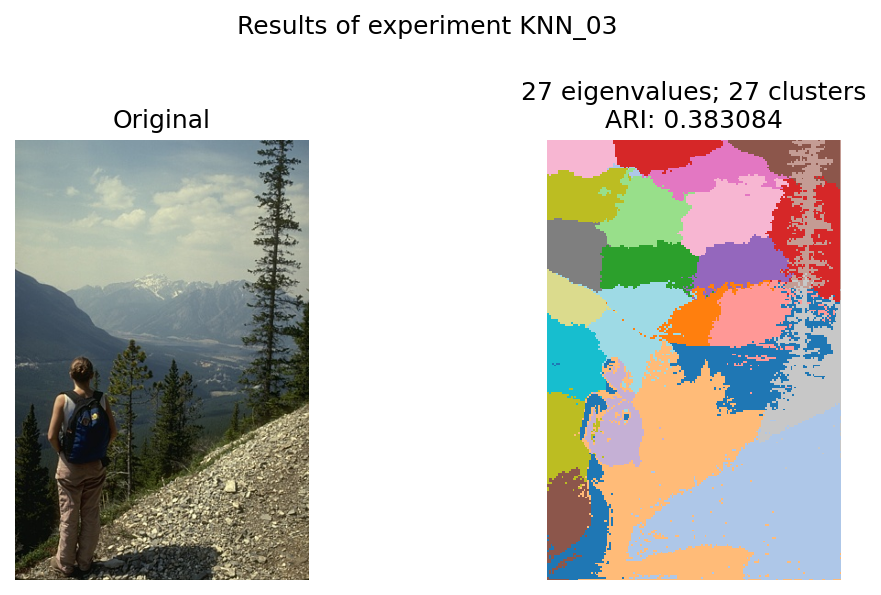 Results of experiment KNN_03
Original
27 eigenvalues; 27 clusters
ARI: 0.383084